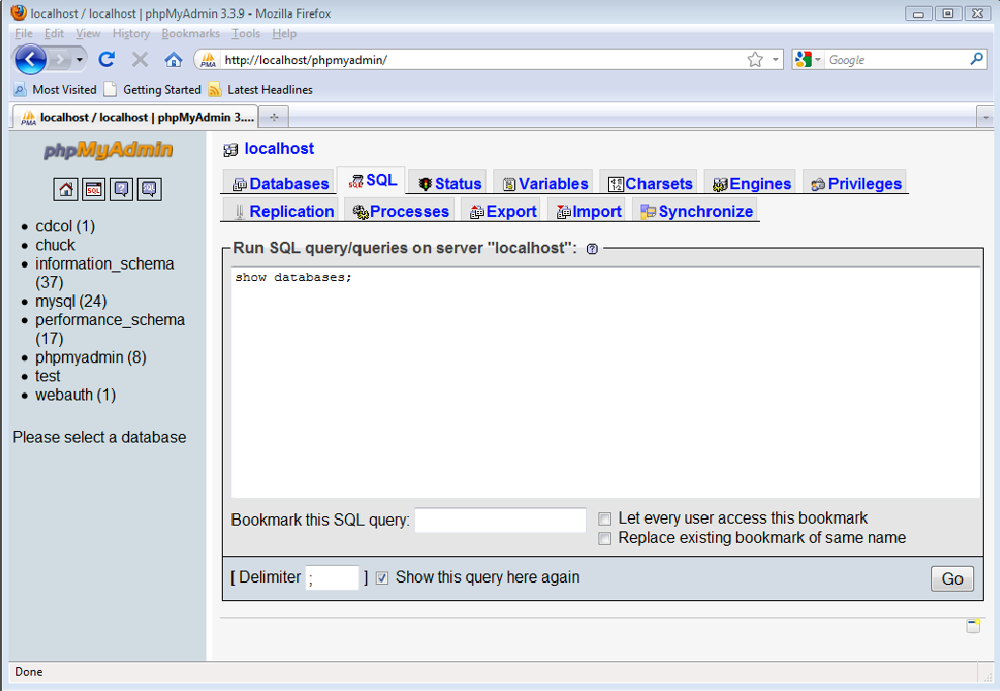 localhost / localhost | phpMyAdmin 3.3.9 - Mozilla Firefox
File Edit View History Bookmarks Tools Help
PMA http://localhost/phpmyadmin/ Google
Most Visited Getting Started Latest Headlines
PMA localhost / localhost | phpMyAdmin 3....
phpMyAdmin
SQL
cdcol (1)
chuck
information_schema
(37)
mysql (24)
performance_schema
(17)
phpmyadmin (8)
test
webauth (1)
Please select a database
localhost
Databases SQL Status Variables Charsets Engines Privileges
Replication Processes Export Import Synchronize
Run SQL query/queries on server "localhost": ?
show databases;
Bookmark this SQL query: Let every user access this bookmark
Replace existing bookmark of same name
[ Delimiter ; ] Show this query here again Go
Done